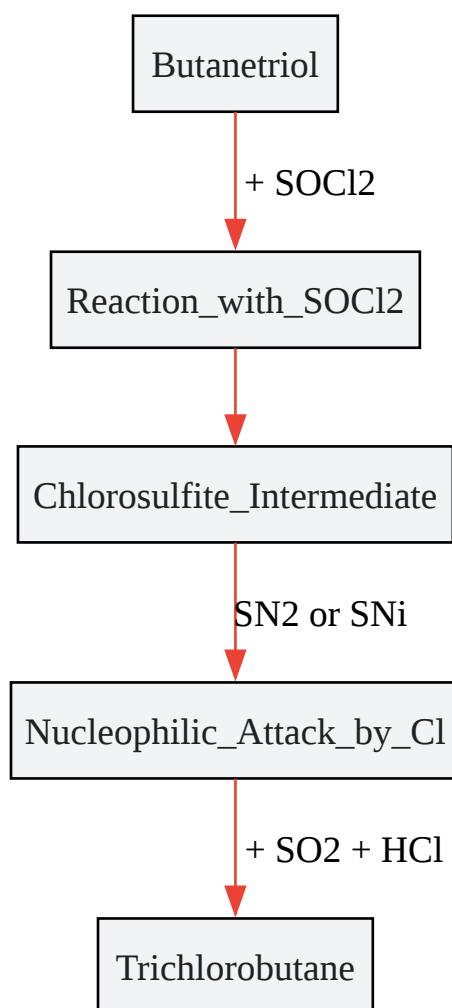 Butanetriol
+ SOCl2
Reaction_with_SOCl2
Chlorosulfite_Intermediate
SN2 or SNi
Nucleophilic_Attack_by_Cl
+ SO2 + HCl
Trichlorobutane